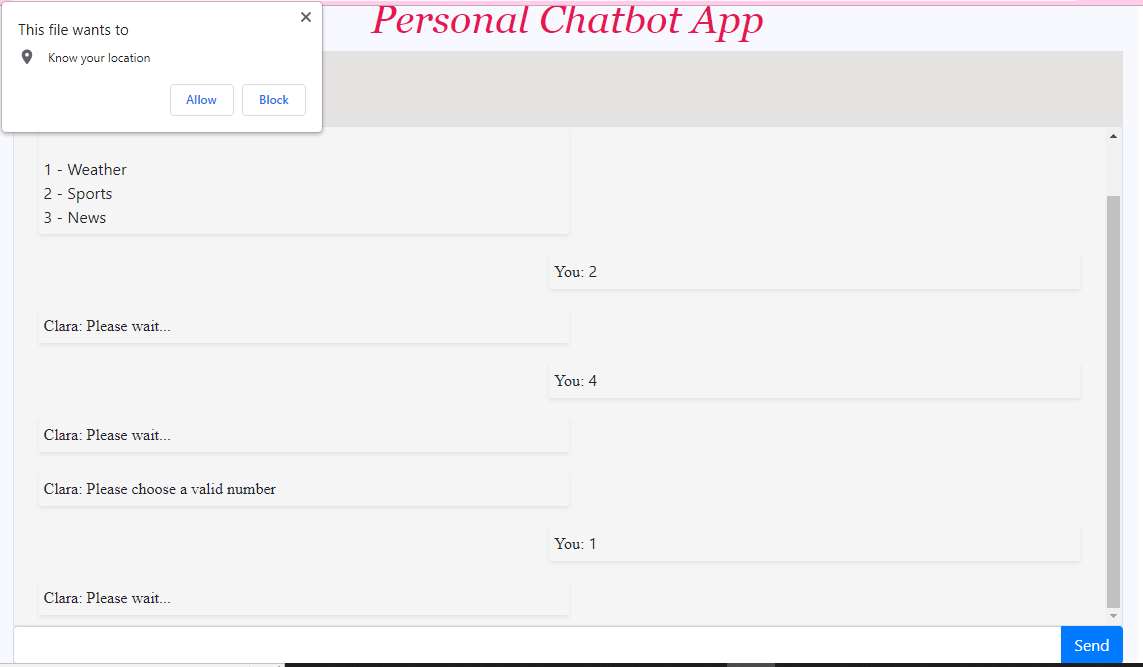 Personal Chatbot App
This file wants to
Know your location
Allow
Block
1 - Weather
2 - Sports
3 - News
You: 2
Clara: Please wait...
You: 4
Clara: Please wait...
Clara: Please choose a valid number
You: 1
Clara: Please wait...
Send